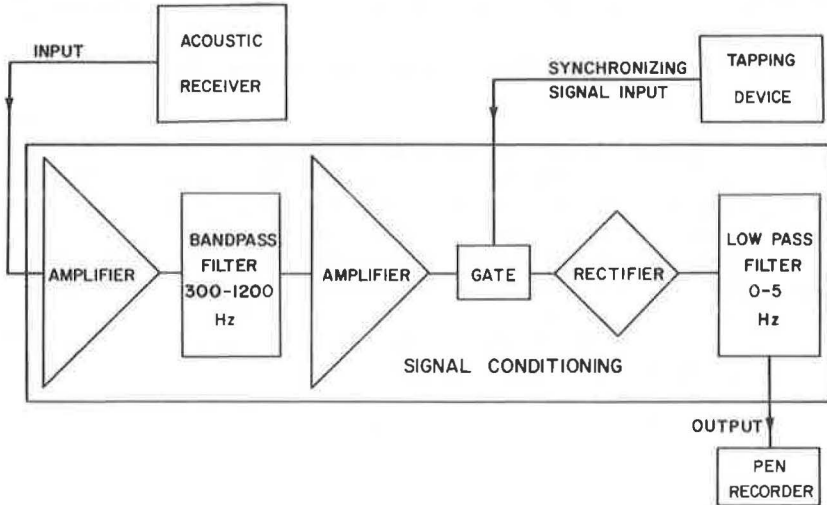 INPUT
ACOUSTIC
RECEIVER
SYNCHRONIZING
SIGNAL INPUT
TAPPING
DEVICE
AMPLIFIER
BANDPASS
FILTER
300-1200
Hz
AMPLIFIER
GATE
RECTIFIER
LOW PASS
FILTER
0-5
Hz
SIGNAL CONDITIONING
OUTPUT
PEN
RECORDER